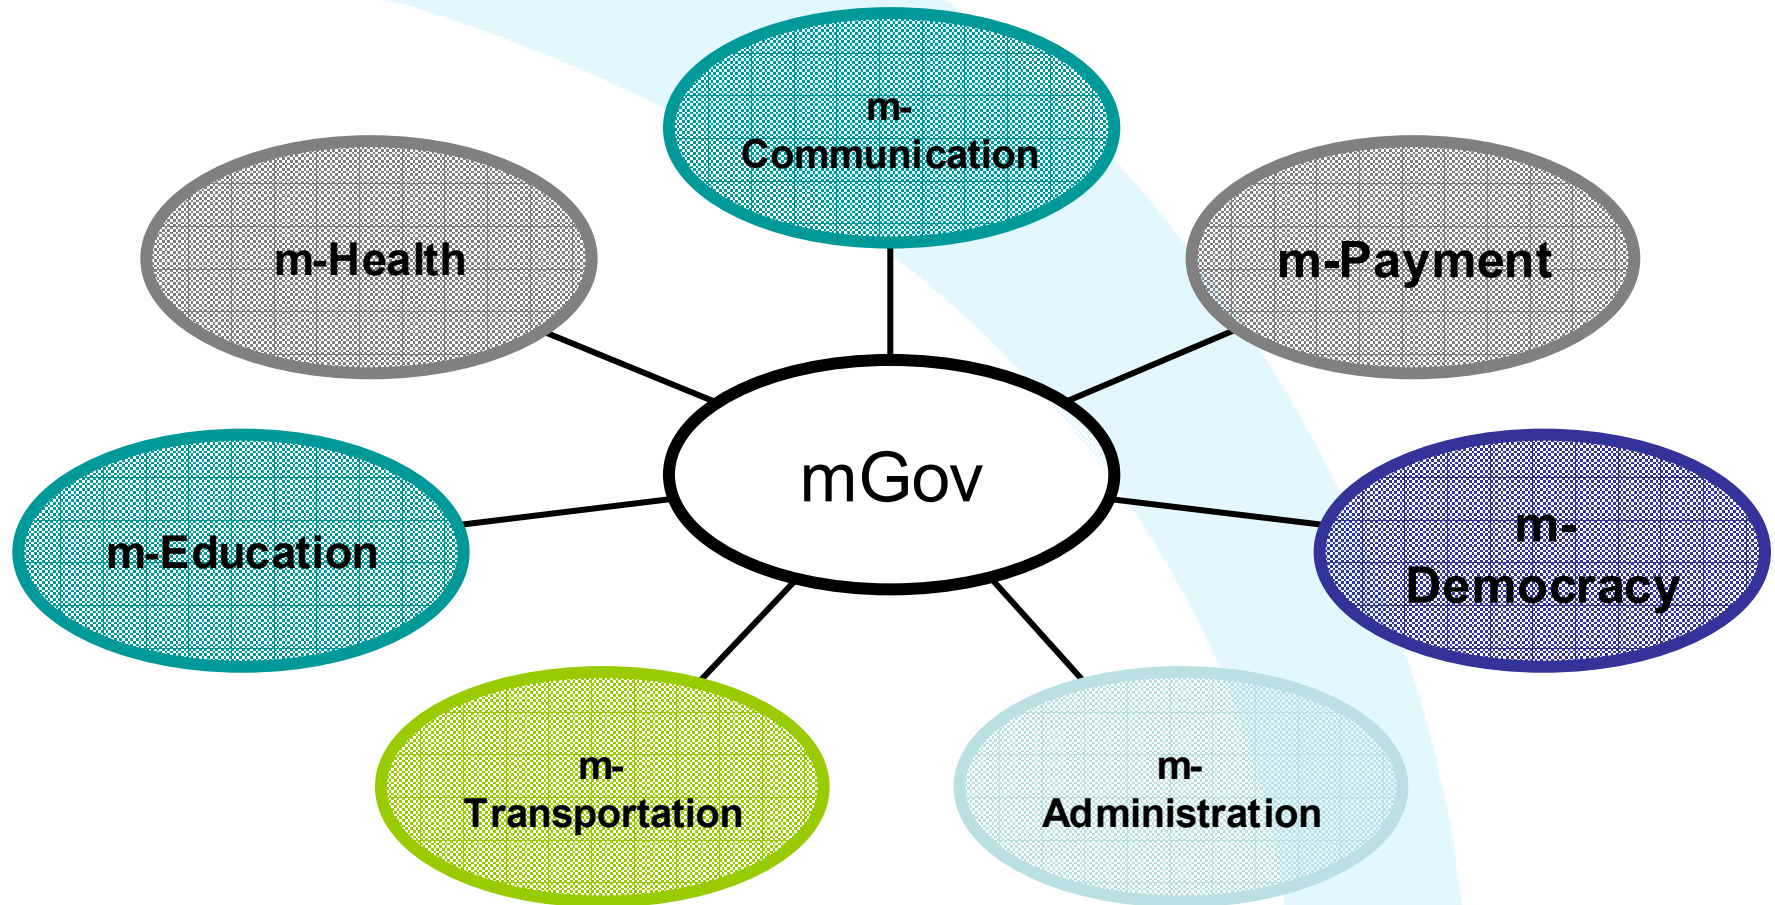 m-
Communication
m-Health
m-Payment
mGov
m-Education
m-
Democracy
m-
Transportation
m-
Administration